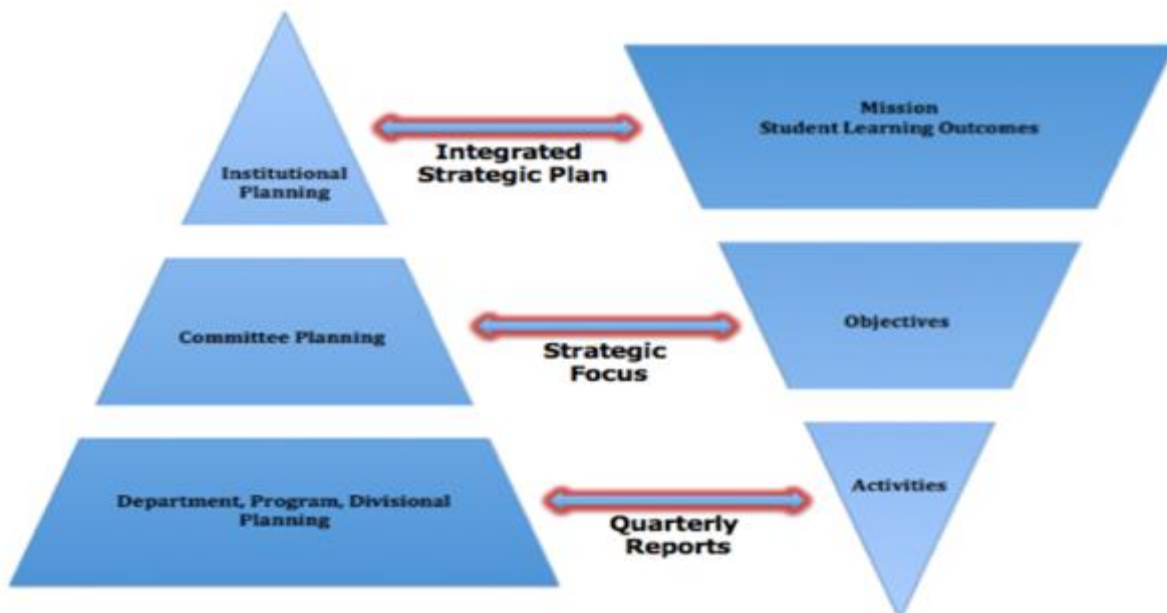 Mission
Student Learning Outcomes
Integrated
Strategic Plan
Institutional
Planning
Committee Planning
Strategic
Focus
Objectives
Department, Program, Divisional
Planning
Quarterly
Reports
Activities